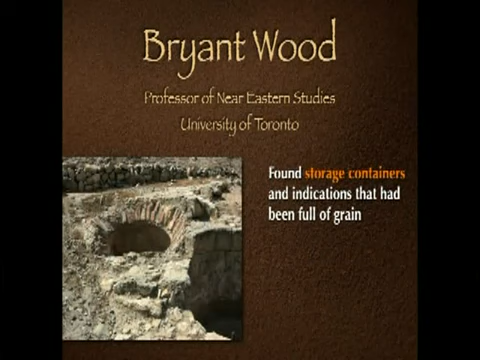 Bryant Wood
Professor of Near Eastern Studies
University of Toronto
Found storage containers
and indications that had
been full of grain